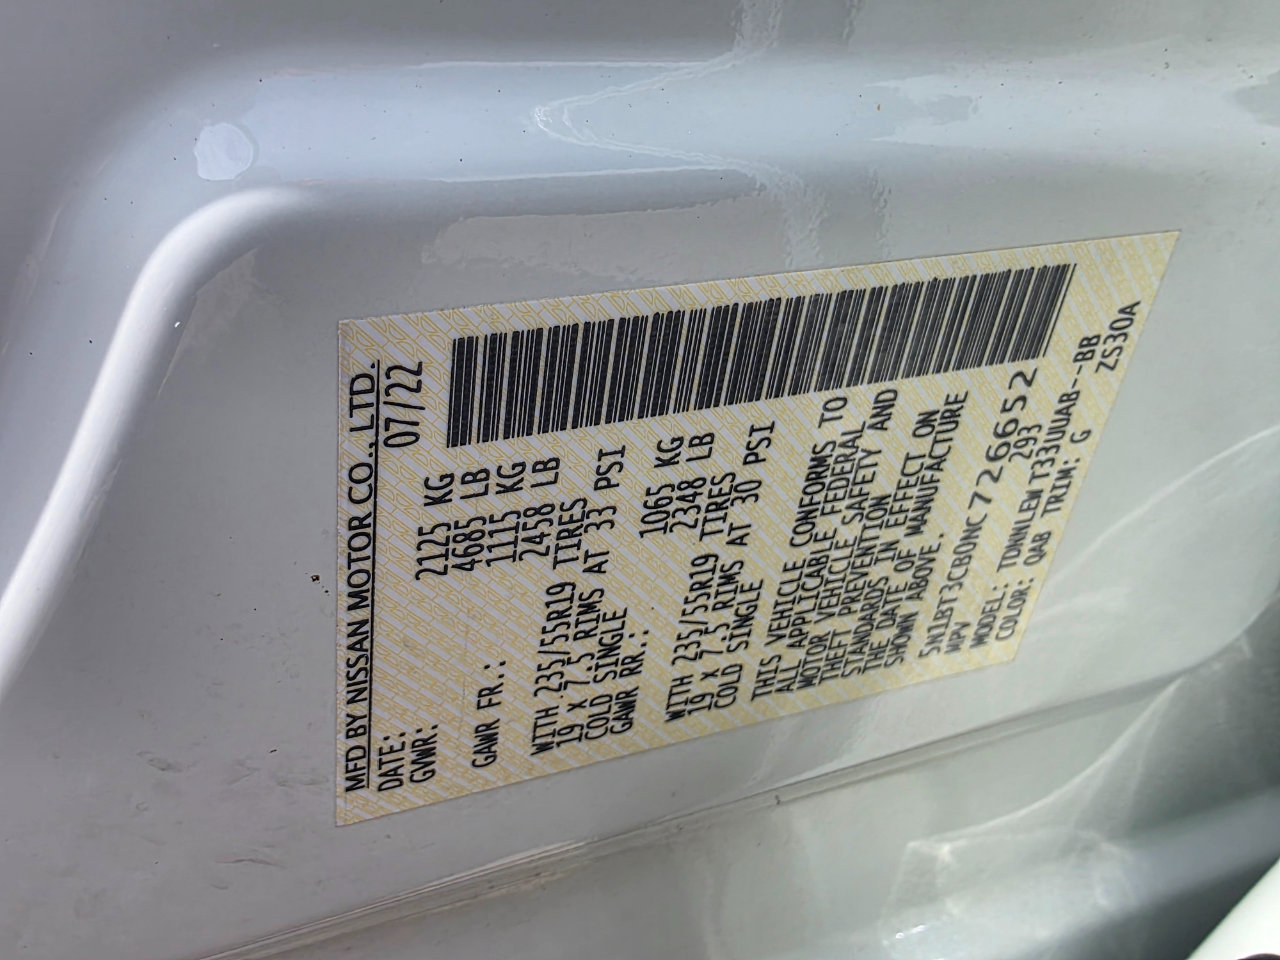 MFD BY NISSAN MOTOR CO., LTD.
DATE: 07/22
GVWR: 2125 KG
4685 LB
GAWR FR.: 1115 KG
2458 LB
WITH 235/55R19 TIRES
19 X 7.5 RIMS AT 33 PSI
COLD SINGLE
GAWR RR.: 1065 KG
2348 LB
WITH 235/55R19 TIRES
19 X 7.5 RIMS AT 30 PSI
COLD SINGLE
THIS VEHICLE CONFORMS TO
ALL APPLICABLE FEDERAL
MOTOR VEHICLE SAFETY AND
THEFT PREVENTION
STANDARDS IN EFFECT ON
THE DATE OF MANUFACTURE
SHOWN ABOVE.
5N1BT3CB0NC726652
MPV 293
MODEL: TDNNLEW T33UUAB--BB
COLOR: QAB TRIM: G ZS30A